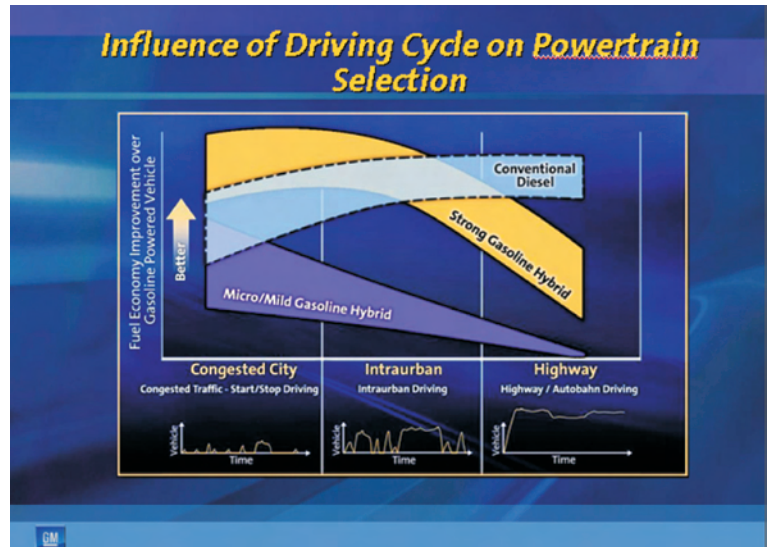 Influence of Driving Cycle on Powertrain
Selection
Fuel Economy Improvement over
Gasoline Powered Vehicle
Better
Conventional
Diesel
Strong Gasoline Hybrid
Micro/Mild Gasoline Hybrid
Congested City
Intraurban
Highway
Congested Traffic - Start/Stop Driving
Intraurban Driving
Highway / Autobahn Driving
Vehicle
Time
Vehicle
Time
Vehicle
Time
GM